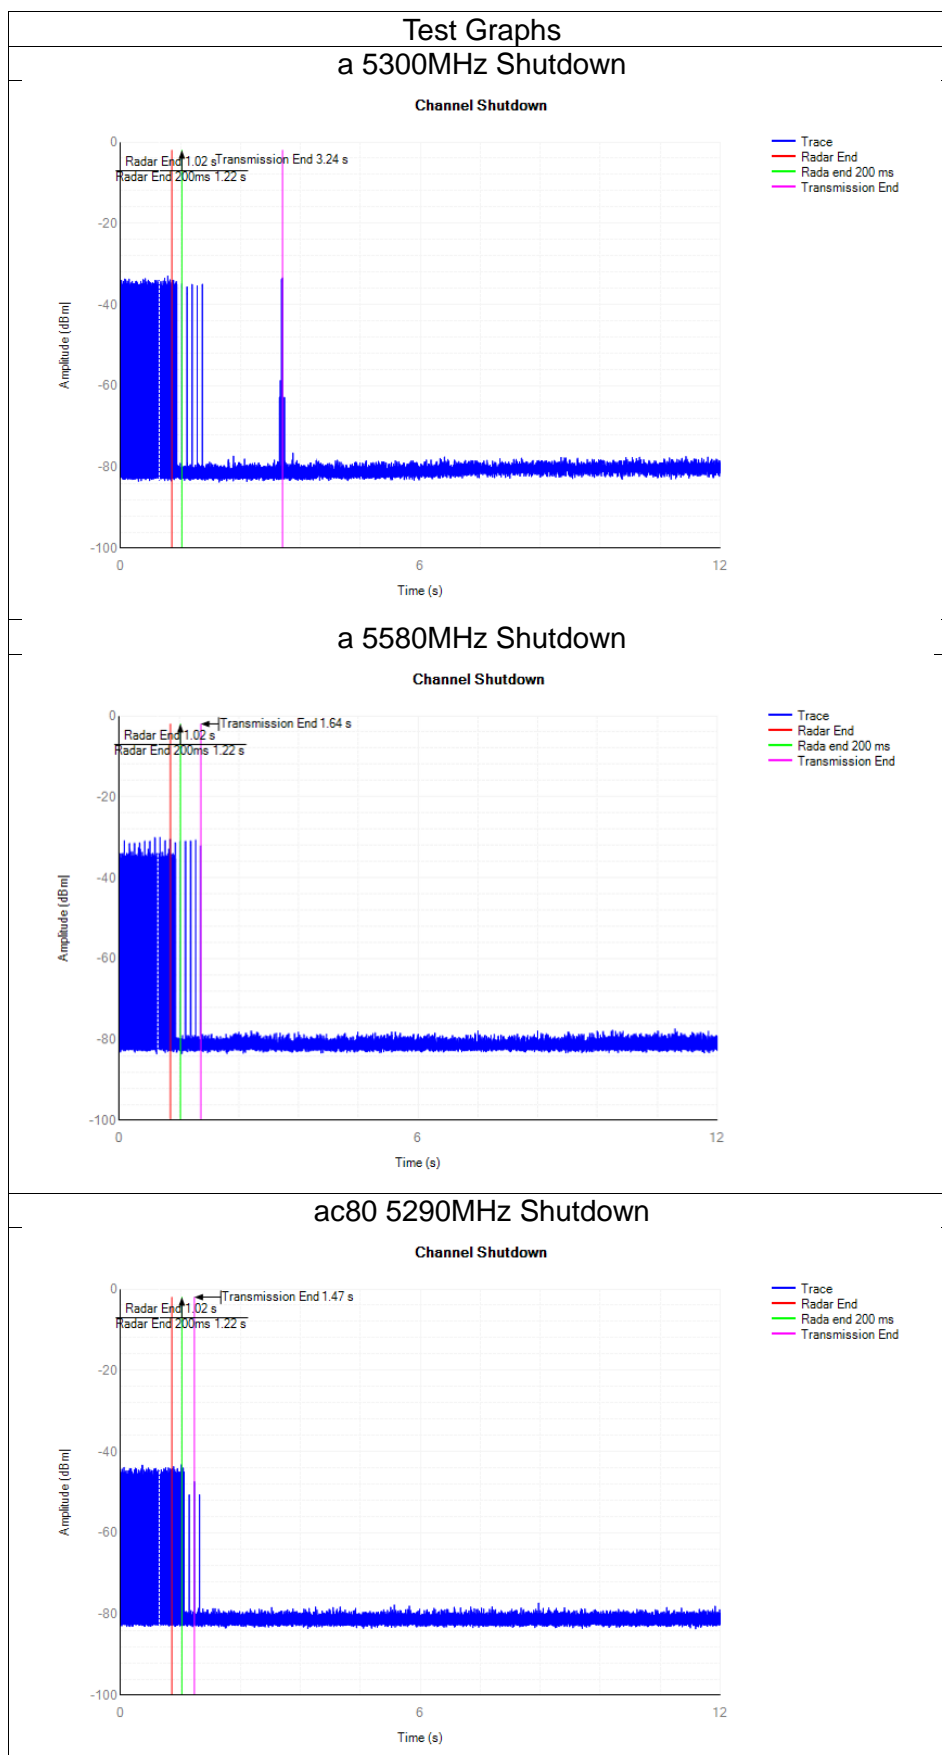 Test Graphs
a 5300MHz Shutdown
Channel Shutdown
Radar End 1.02 s
Transmission End 3.24 s
Radar End 200ms 1.22 s
Trace
Radar End
Rada end 200 ms
Transmission End
0
-20
-40
-60
-80
-100
Amplitude [dBm]
0
6
12
Time (s)
a 5580MHz Shutdown
Channel Shutdown
Transmission End 1.64 s
Radar End 1.02 s
Radar End 200ms 1.22 s
Trace
Radar End
Rada end 200 ms
Transmission End
0
-20
-40
-60
-80
-100
Amplitude [dBm]
0
6
12
Time (s)
ac80 5290MHz Shutdown
Channel Shutdown
Transmission End 1.47 s
Radar End 1.02 s
Radar End 200ms 1.22 s
Trace
Radar End
Rada end 200 ms
Transmission End
0
-20
-40
-60
-80
-100
Amplitude [dBm]
0
6
12
Time (s)